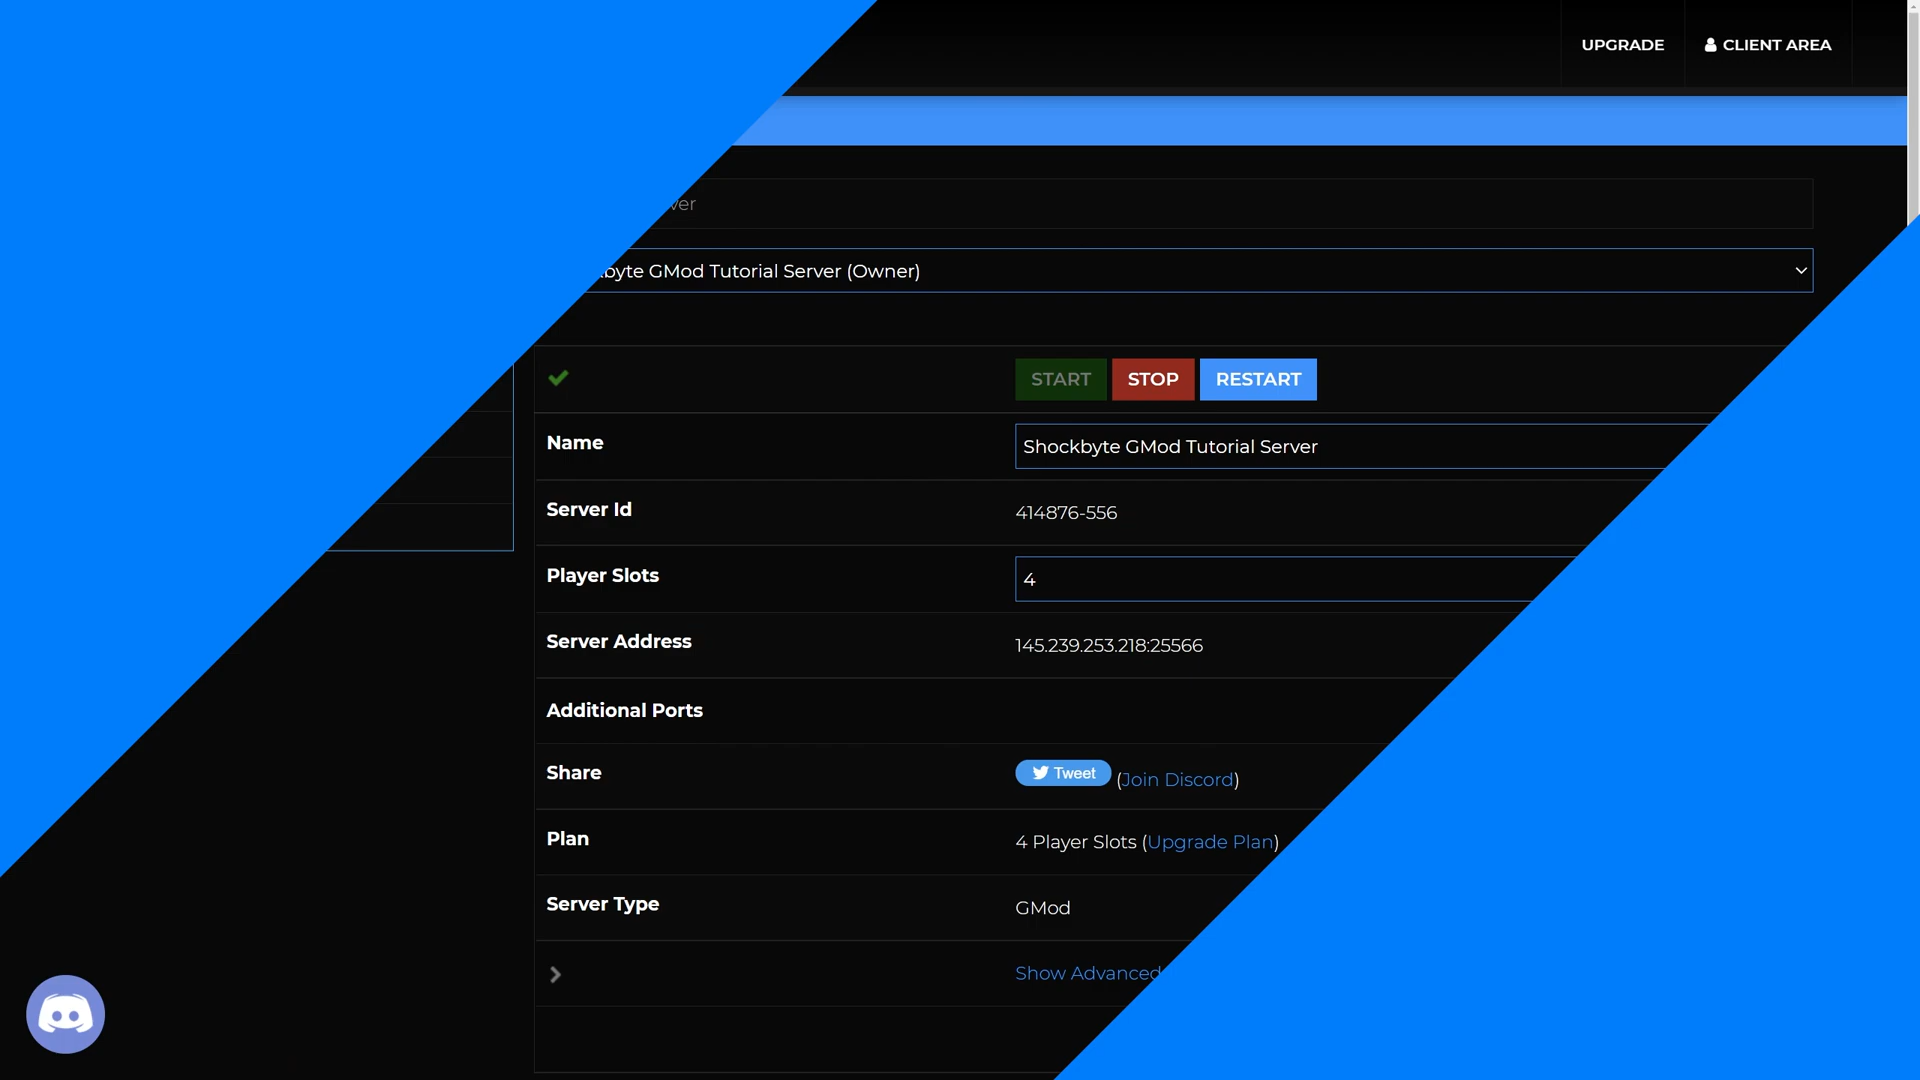 UPGRADE
CLIENT AREA
GMod Tutorial Server (Owner)
START STOP RESTART
Name
Shockbyte GMod Tutorial Server
Server Id
414876-556
Player Slots
4
Server Address
145.239.253.218:25566
Additional Ports
Share
Tweet (Join Discord)
Plan
4 Player Slots (Upgrade Plan)
Server Type
GMod
Show Advanced